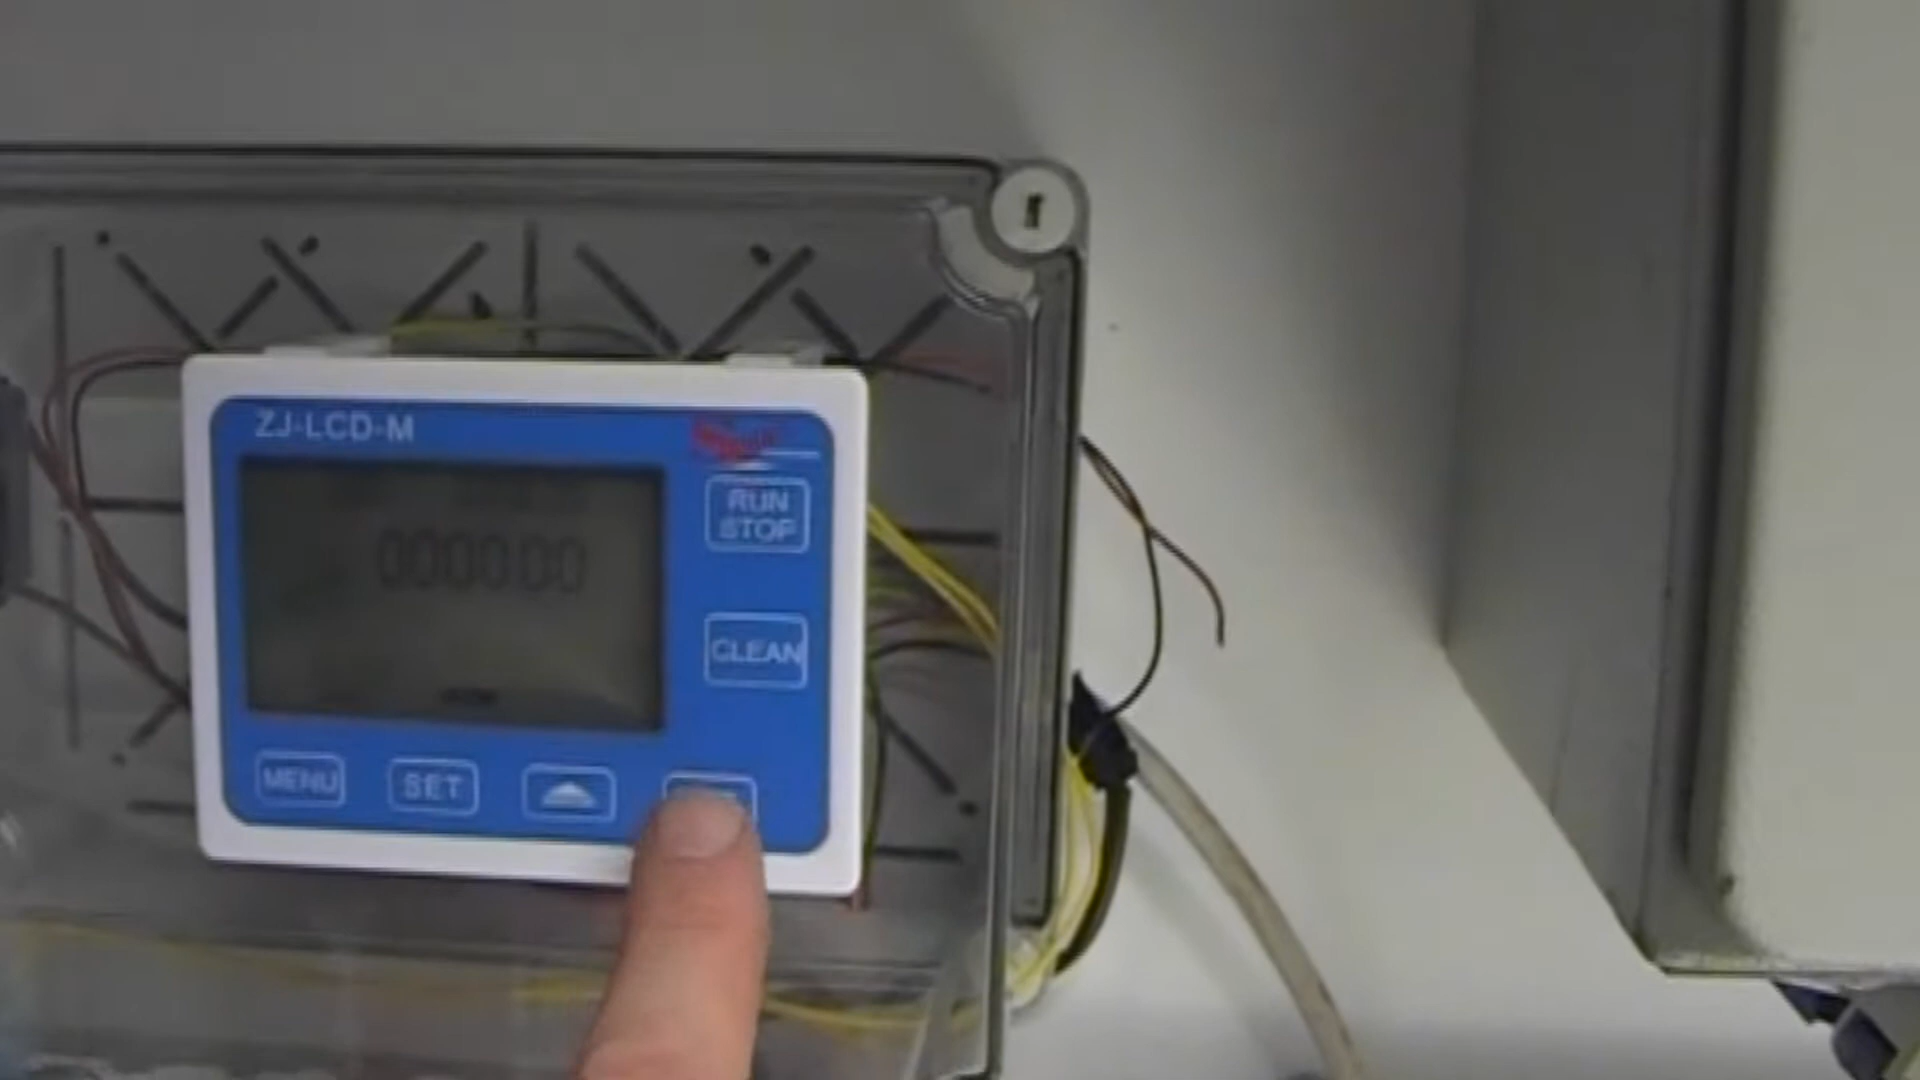 ZJ-LCD-M
000000
RUN
STOP
CLEAN
MENU
SET